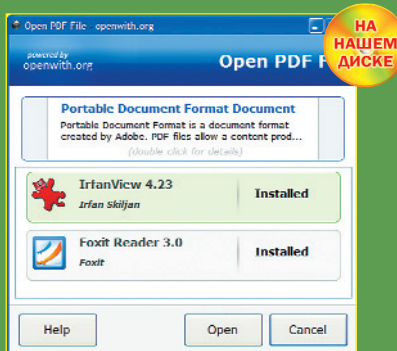 Open PDF File openwith.org
НА
НАШЕМ
ДИСКЕ
powered by
openwith.org
Open PDF F
Portable Document Format Document
Portable Document Format is a document format
created by Adobe. PDF files allow a content prod...
(double click for details)
IrfanView 4.23
Irfan Skiljan
Installed
Foxit Reader 3.0
Foxit
Installed
Help
Open
Cancel